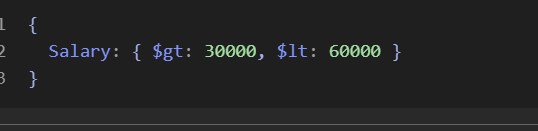 1 {
2 Salary: { $gt: 30000, $lt: 60000 }
3 }